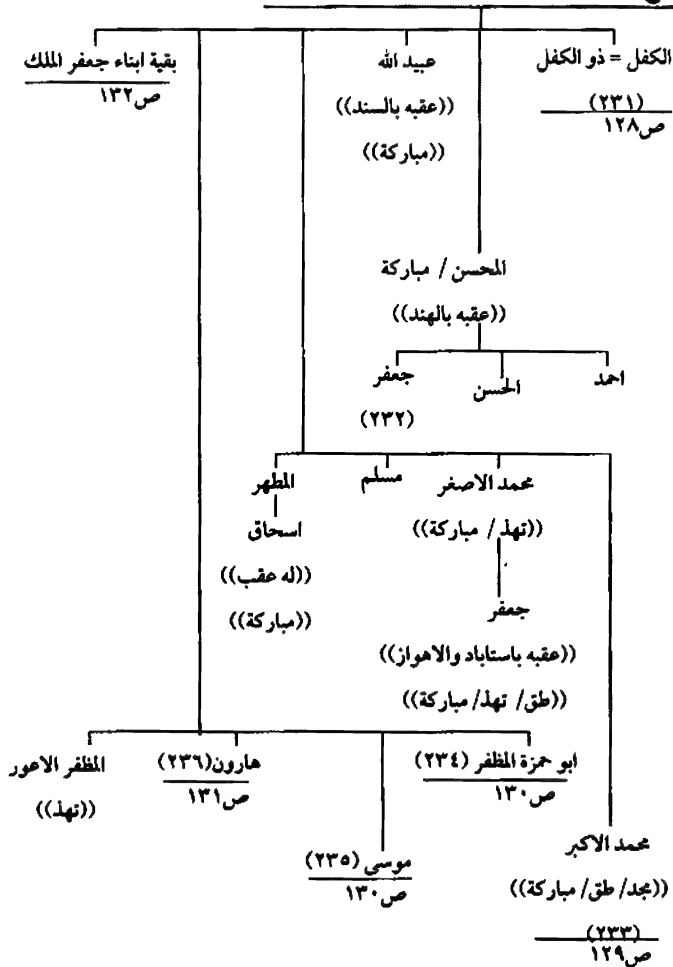 الكفل = ذو الكفل
(٢٣١)
ص١٢٨
عبيد الله
((عقبه بالسند))
((مباركة))
بقية ابناء جعفر الملك
ص١٣٢
المحسن / مباركة
((عقبه بالهند))
احمد
الحسن
جعفر
(٢٣٢)
محمد الاصغر
((تهذ / مباركة))
جعفر
((عقبه باستاباد والاهواز))
((طق/ تهذ/ مباركة))
مسلم
المطهر
اسحاق
((له عقب))
((مباركة))
ابو حمزة المظفر (٢٣٤)
ص١٣٠
موسى (٢٣٥)
ص١٣٠
هارون(٢٣٦)
ص١٣١
المظفر الاعور
((تهذ))
محمد الاكبر
((مجد/ طق/ مباركة))
(٢٣٣)
ص١٢٩